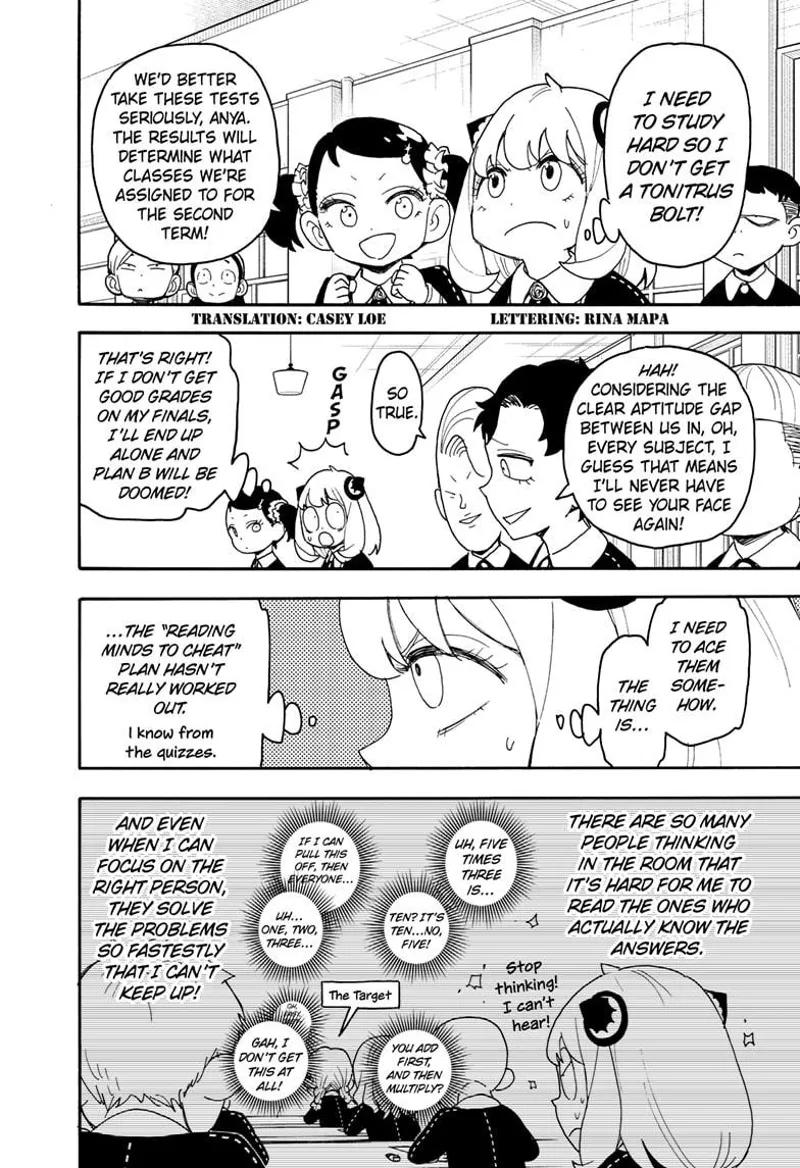 WE'D BETTER
TAKE THESE TESTS
SERIOUSLY, ANYA.
THE RESULTS WILL
DETERMINE WHAT
CLASSES WE'RE
ASSIGNED TO FOR
THE SECOND
TERM!
I NEED
TO STUDY
HARD SO I
DON'T GET
A TONITRUS
BOLT!
TRANSLATION: CASEY LOE
LETTERING: RINA MAPA
HAH!
CONSIDERING THE
CLEAR APTITUDE GAP
BETWEEN US IN, OH,
EVERY SUBJECT, I
GUESS THAT MEANS
I'LL NEVER HAVE
TO SEE YOUR FACE
AGAIN!
SO
TRUE.
GASP
THAT'S RIGHT!
IF I DON'T GET
GOOD GRADES
ON MY FINALS,
I'LL END UP
ALONE AND
PLAN B WILL BE
DOOMED!
I NEED
TO ACE
THEM
SOME-
HOW.
THE
THING
IS...
...THE "READING
MINDS TO CHEAT"
PLAN HASN'T
REALLY WORKED
OUT.
I know from
the quizzes.
THERE ARE SO MANY
PEOPLE THINKING
IN THE ROOM THAT
IT'S HARD FOR ME TO
READ THE ONES WHO
ACTUALLY KNOW THE
ANSWERS.
UH, FIVE
TIMES
THREE
IS...
IF I CAN
PULL THIS
OFF, THEN
EVERYONE...
TEN? IT'S
TEN...NO,
FIVE!
UH...
ONE, TWO,
THREE...
AND EVEN
WHEN I CAN
FOCUS ON THE
RIGHT PERSON,
THEY SOLVE
THE PROBLEMS
SO FASTESTLY
THAT I CAN'T
KEEP UP!
Stop
thinking!
I can't
hear!
The Target
YOU ADD
FIRST,
AND THEN
MULTIPLY?
GAH, I
DON'T GET
THIS AT
ALL!